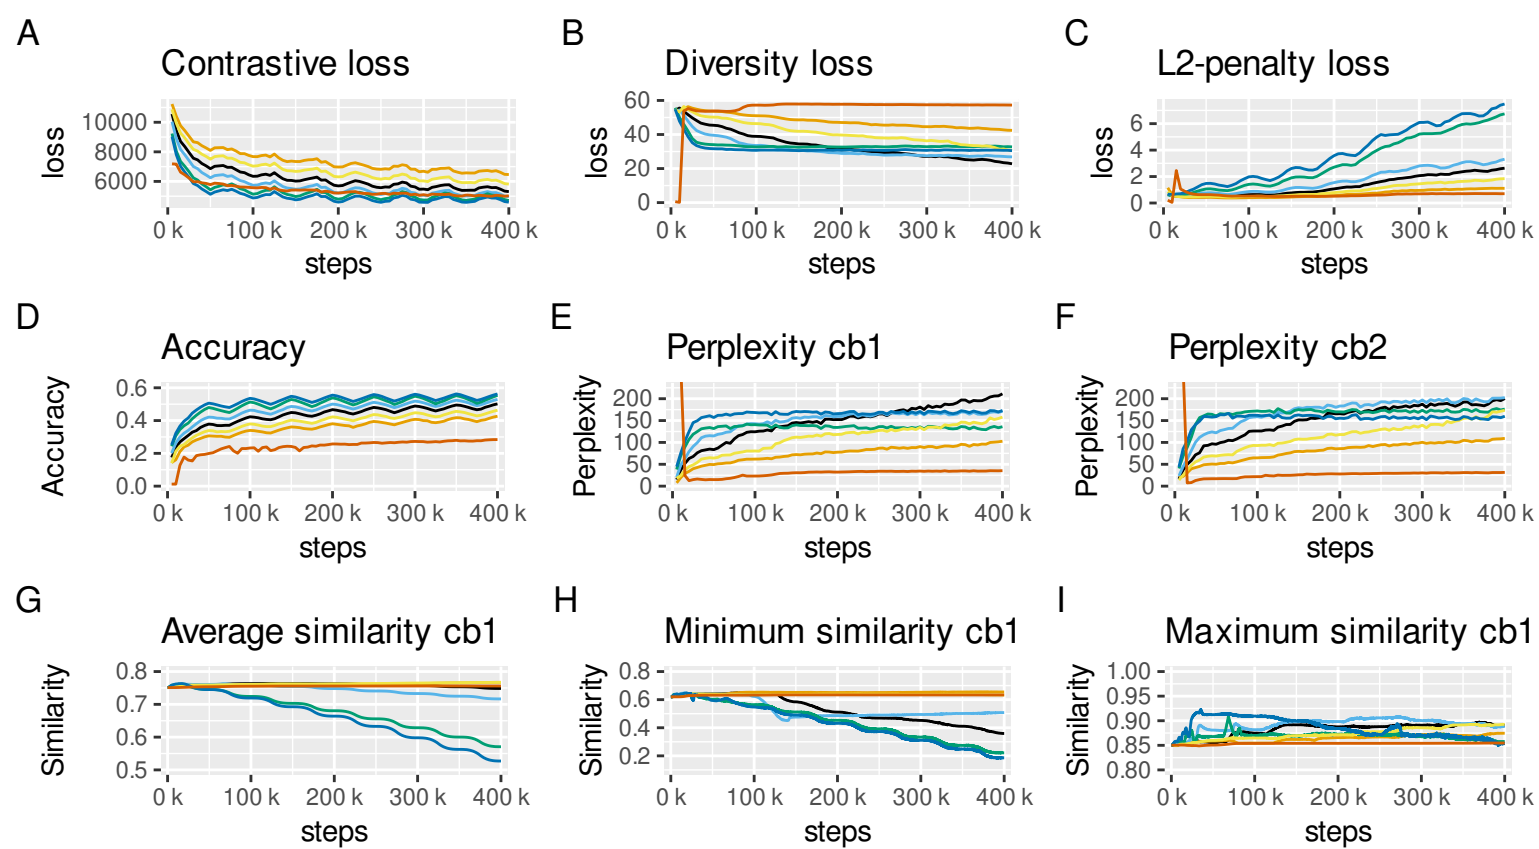 A
Contrastive loss
loss
10000
8000
6000
0 k 100 k 200 k 300 k 400 k
steps
B
Diversity loss
loss
60
40
20
0
0 k 100 k 200 k 300 k 400 k
steps
C
L2-penalty loss
loss
6
4
2
0
0 k 100 k 200 k 300 k 400 k
steps
D
Accuracy
Accuracy
0.6
0.4
0.2
0.0
0 k 100 k 200 k 300 k 400 k
steps
E
Perplexity cb1
Perplexity
200
150
100
50
0
0 k 100 k 200 k 300 k 400 k
steps
F
Perplexity cb2
Perplexity
200
150
100
50
0
0 k 100 k 200 k 300 k 400 k
steps
G
Average similarity cb1
Similarity
0.8
0.7
0.6
0.5
0 k 100 k 200 k 300 k 400 k
steps
H
Minimum similarity cb1
Similarity
0.8
0.6
0.4
0.2
0 k 100 k 200 k 300 k 400 k
steps
I
Maximum similarity cb1
Similarity
1.00
0.95
0.90
0.85
0.80
0 k 100 k 200 k 300 k 400 k
steps